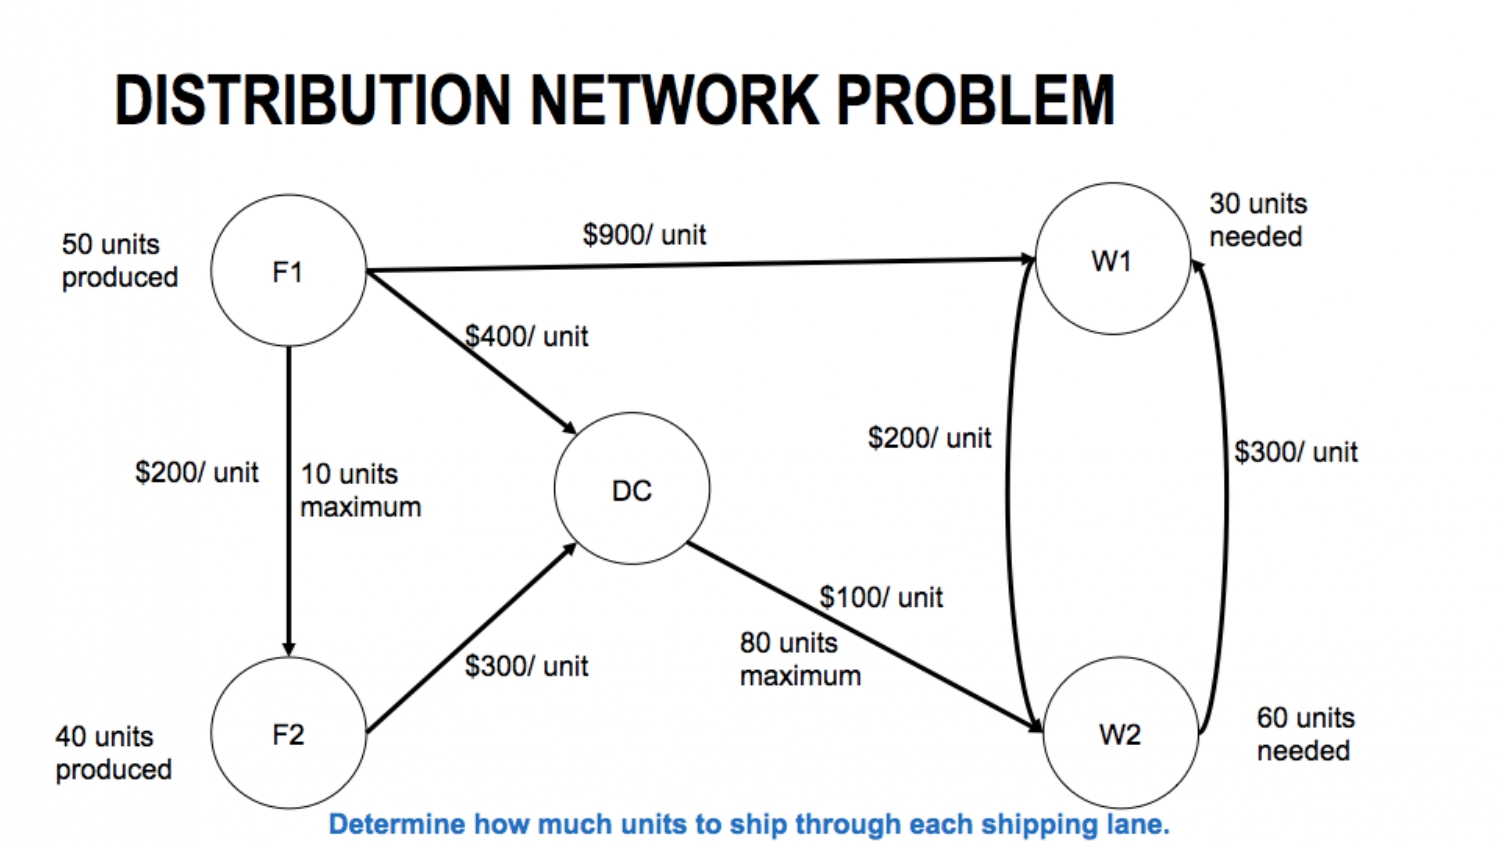 DISTRIBUTION NETWORK PROBLEM
50 units
produced
F1
$900/ unit
W1
30 units
needed
$400/ unit
$200/ unit
10 units
maximum
DC
$200/ unit
$300/ unit
$300/ unit
$100/ unit
80 units
maximum
40 units
produced
F2
W2
60 units
needed
Determine how much units to ship through each shipping lane.